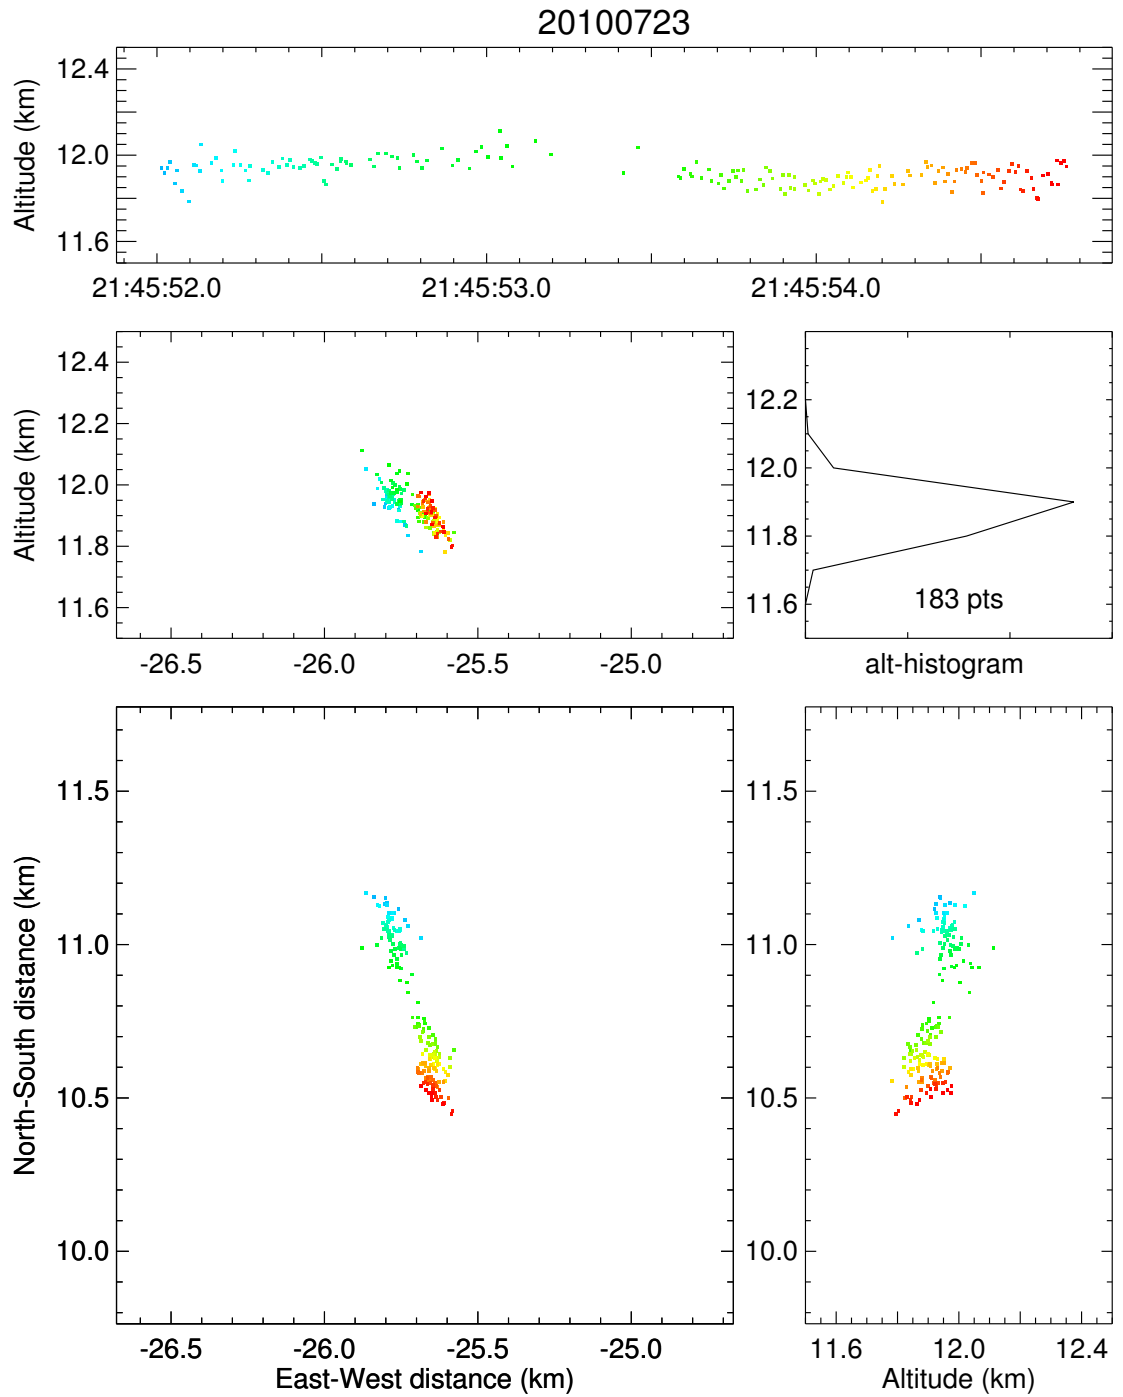 20100723
Altitude (km)
12.4
12.0
11.6
21:45:52.0 21:45:53.0 21:45:54.0
Altitude (km)
12.4
12.2
12.0
11.8
11.6
-26.5 -26.0 -25.5 -25.0
12.2
12.0
11.8
11.6
183 pts
alt-histogram
North-South distance (km)
11.5
11.0
10.5
10.0
-26.5 -26.0 -25.5 -25.0
East-West distance (km)
11.5
11.0
10.5
10.0
11.6 12.0 12.4
Altitude (km)